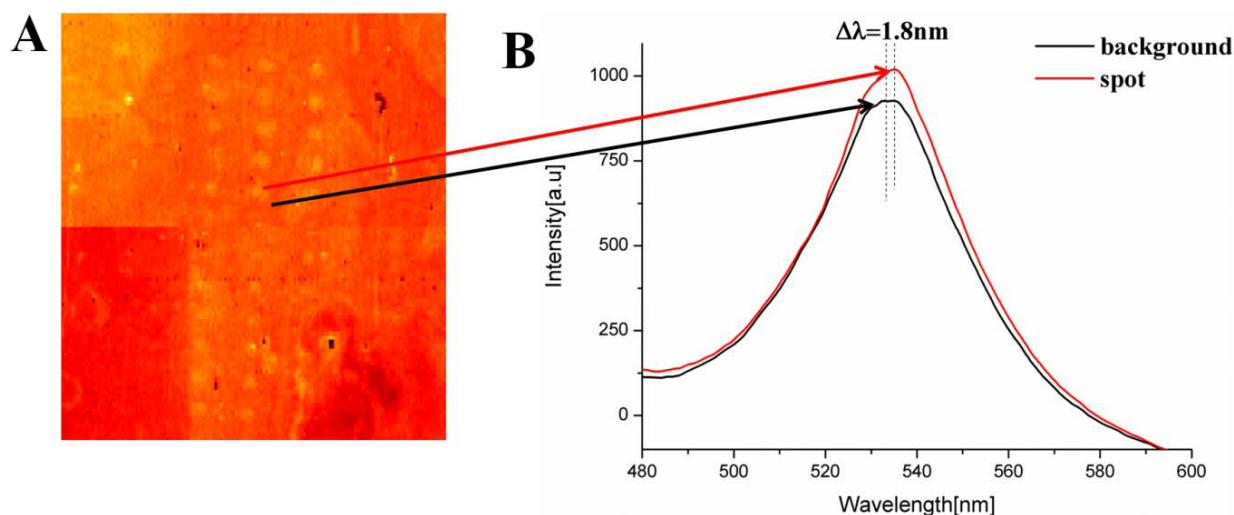 A
B
Δλ=1.8nm
background
spot
Intensity[a.u]
1000
750
500
250
0
480
500
520
540
560
580
600
Wavelength[nm]